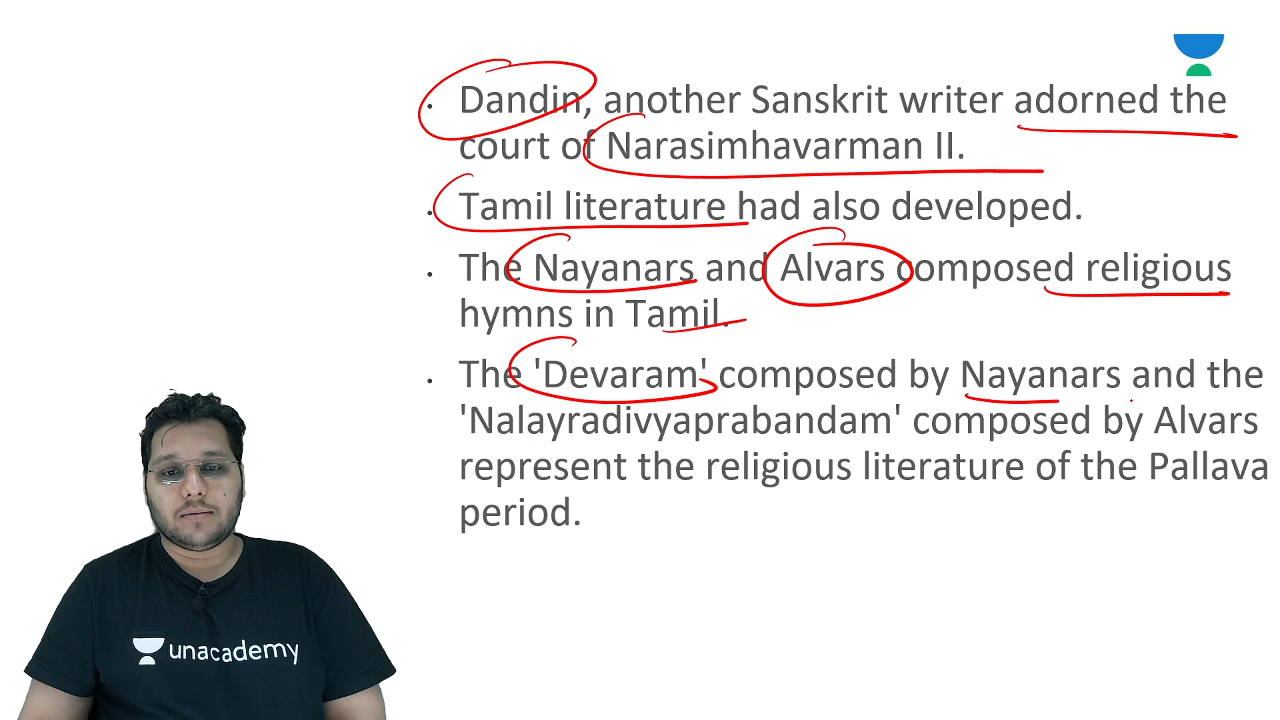 Dandin, another Sanskrit writer adorned the
court of Narasimhavarman II.
Tamil literature had also developed.
The Nayanars and Alvars composed religious
hymns in Tamil.
The 'Devaram' composed by Nayanars and the
'Nalayradivyaprabandam' composed by Alvars
represent the religious literature of the Pallava
period.
unacademy